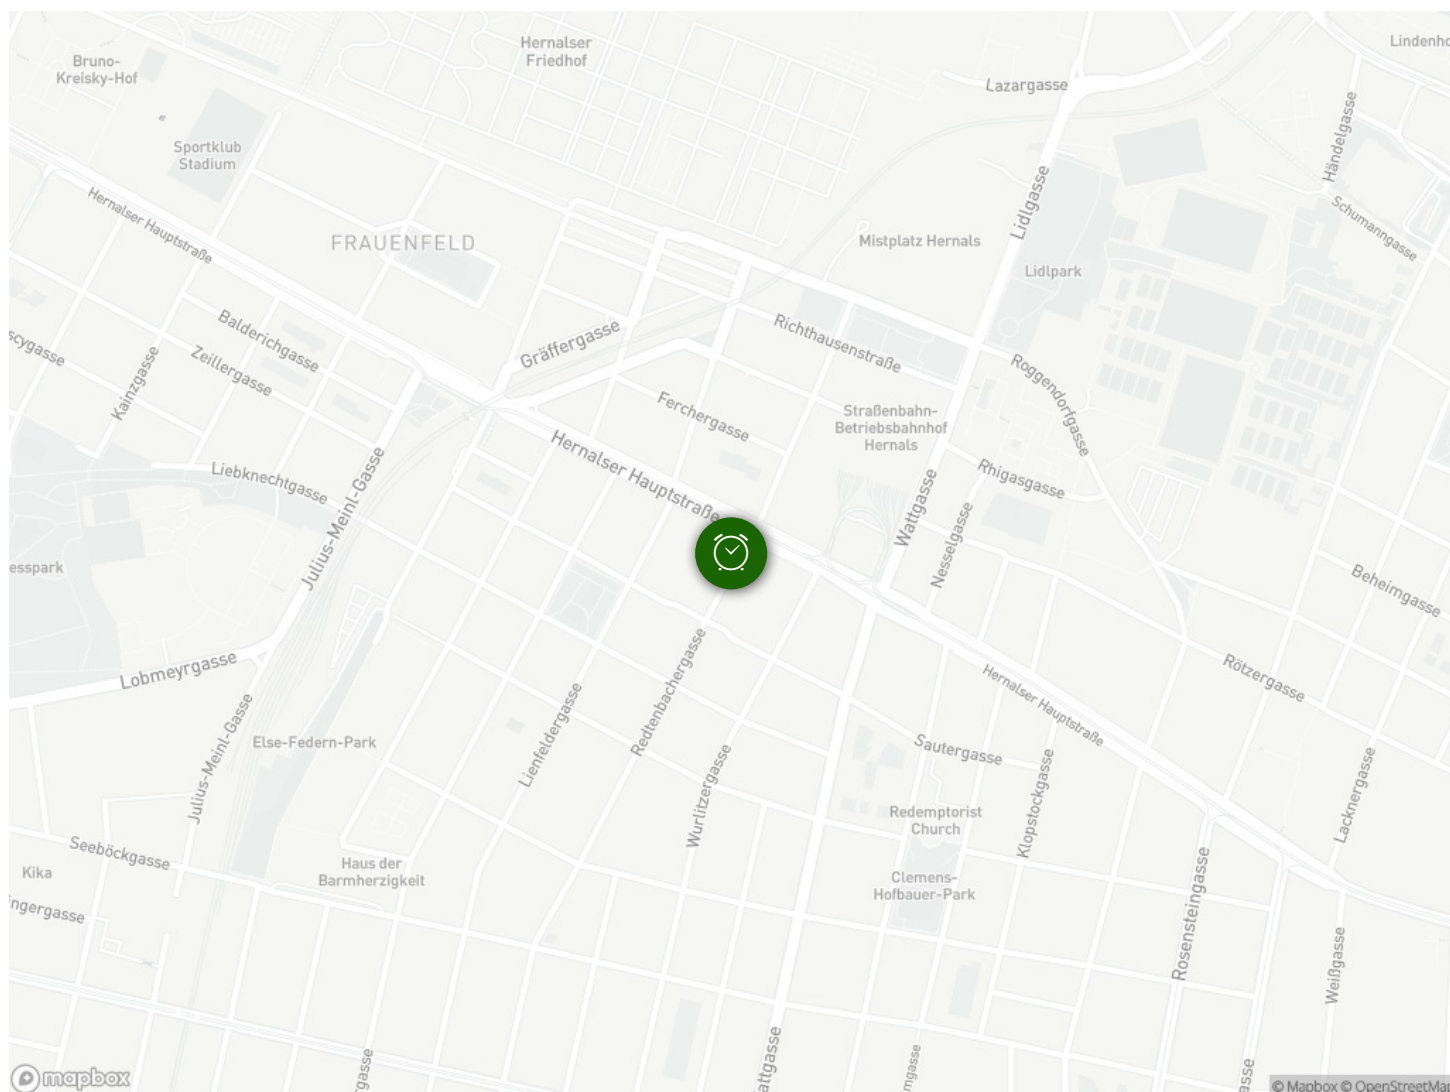 Bruno-
Kreisky-Hof
Hernalser
Friedhof
Lazargasse
Händelgasse
Sportklub
Stadium
Lidlgasse
Hernalser Hauptstraße
FRAUENFELD
Mistplatz Hernals
Schumanngasse
Lidlpark
Balderichgasse
Zeillergasse
Kainzgasse
Gräffergasse
Richthausenstraße
Roggendorfgasse
Ferchergasse
Straßenbahn-
Betriebsbahnhof
Hernals
Hernalser Hauptstraße
Liebknechtgasse
Julius-Meinl-Gasse
Rhigasgasse
Wattgasse
Nesselgasse
Beheimgasse
Lobmeyrgasse
Redtenbachergasse
Rötzergasse
Hernalser Hauptstraße
Julius-Meinl-Gasse
Else-Federn-Park
Lienfeldergasse
Wurlitzergasse
Sautergasse
Klopstockgasse
Lacknergasse
Redemptorist
Church
Seeböckgasse
Kika
Haus der
Barmherzigkeit
Clemens-
Hofbauer-Park
Rosensteingasse
Weißgasse
mapbox
© Mapbox © OpenStreetMap